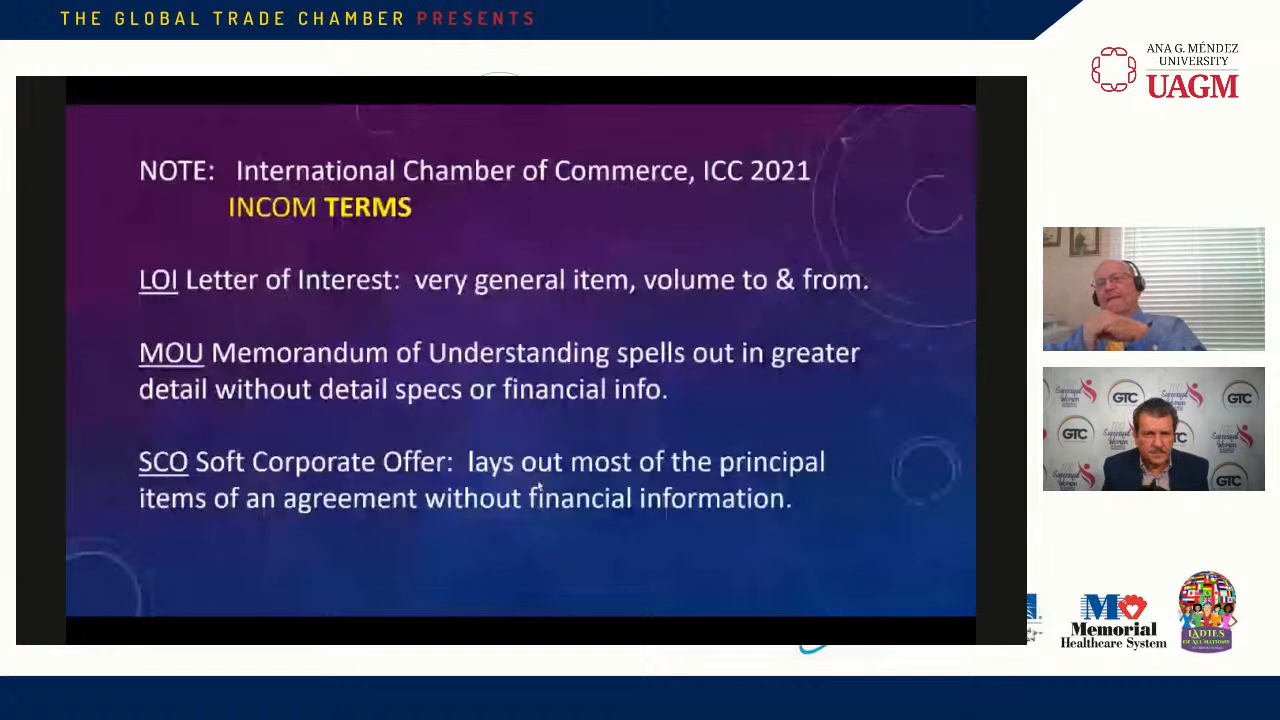 THE GLOBAL TRADE CHAMBER PRESENTS
ANA G. MÉNDEZ
UNIVERSITY
UAGM
NOTE: International Chamber of Commerce, ICC 2021
INCOM TERMS
LOI Letter of Interest: very general item, volume to & from.
MOU Memorandum of Understanding spells out in greater
detail without detail specs or financial info.
SCO Soft Corporate Offer: lays out most of the principal
items of an agreement without financial information.
GTC
GTC
GTC
Memorial
Healthcare System
LADIES
OF ALL NATIONS